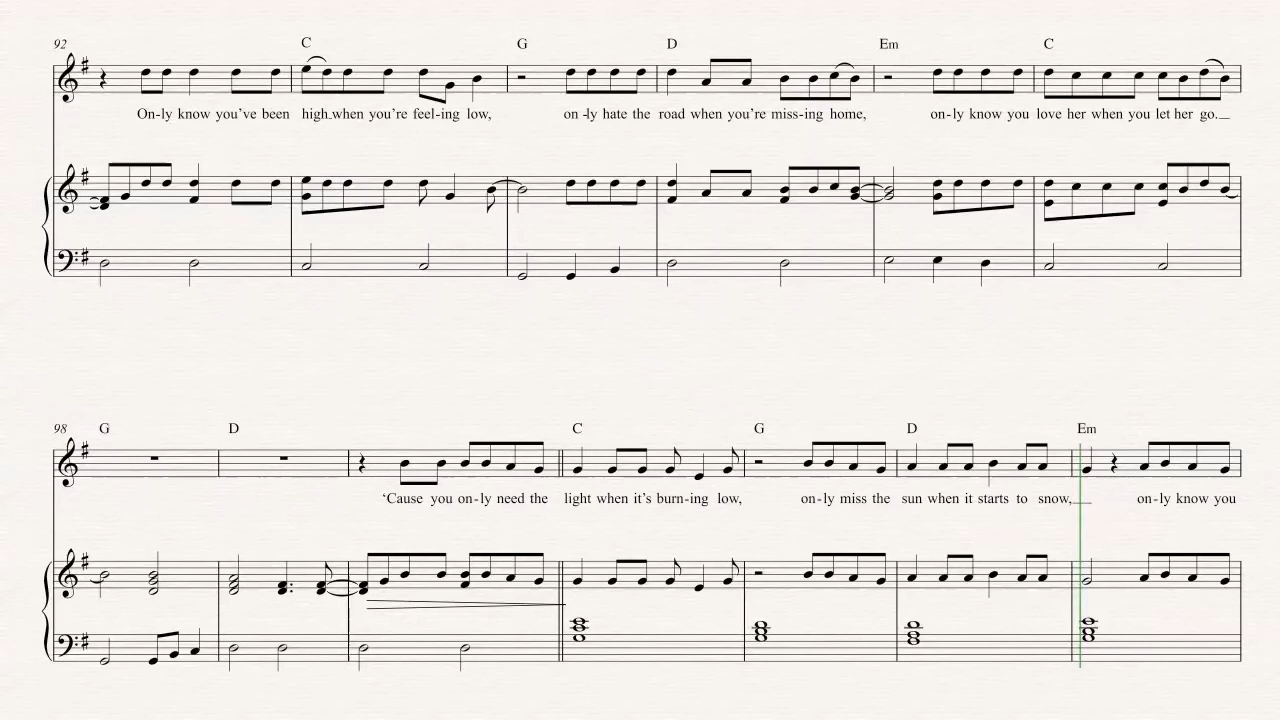 92 C G D Em C
On-ly know you've been high_when you're feel-ing low, on-ly hate the road when you're miss-ing home, on-ly know you love her when you let her go.__
98 G D C G D Em
‘Cause you on-ly need the light when it's burn-ing low, on-ly miss the sun when it starts to snow,__ on-ly know you